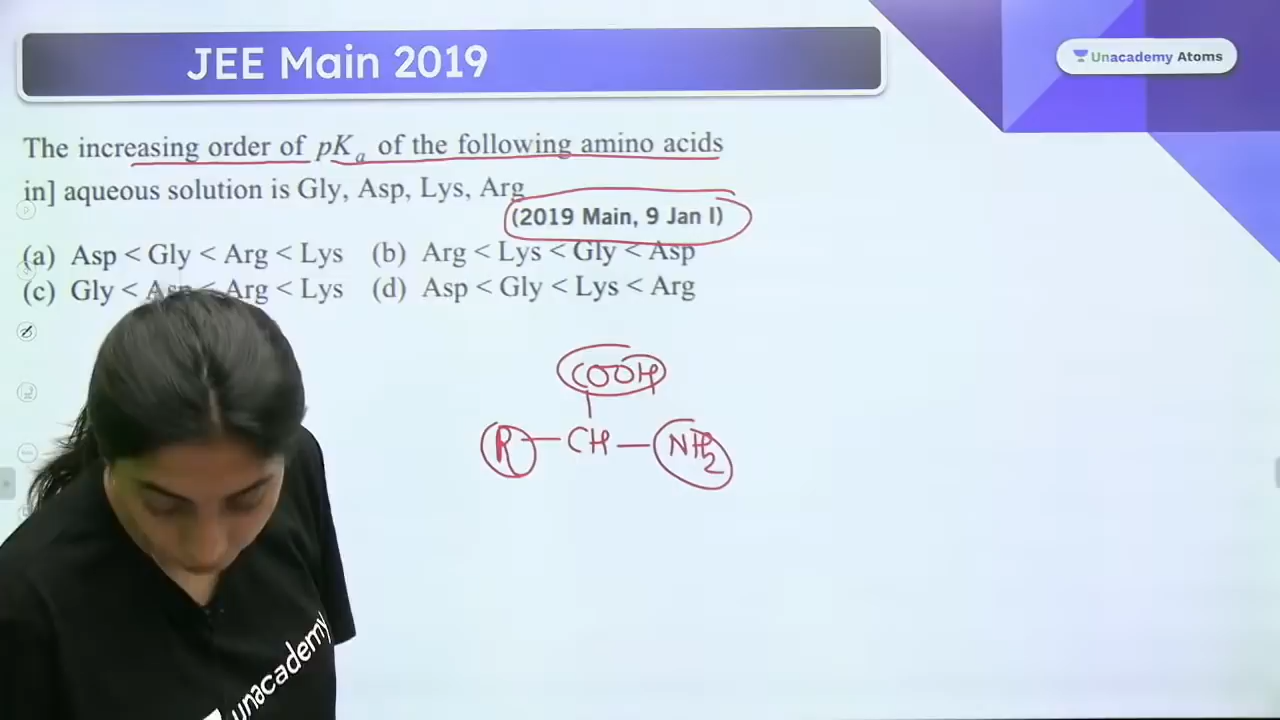 JEE Main 2019
Unacademy Atoms
The increasing order of pKa of the following amino acids
in] aqueous solution is Gly, Asp, Lys, Arg
(2019 Main, 9 Jan I)
(a) Asp < Gly < Arg < Lys (b) Arg < Lys < Gly < Asp
(c) Gly < Asp < Arg < Lys (d) Asp < Gly < Lys < Arg
COOH
R — CH — NH2
unacademy